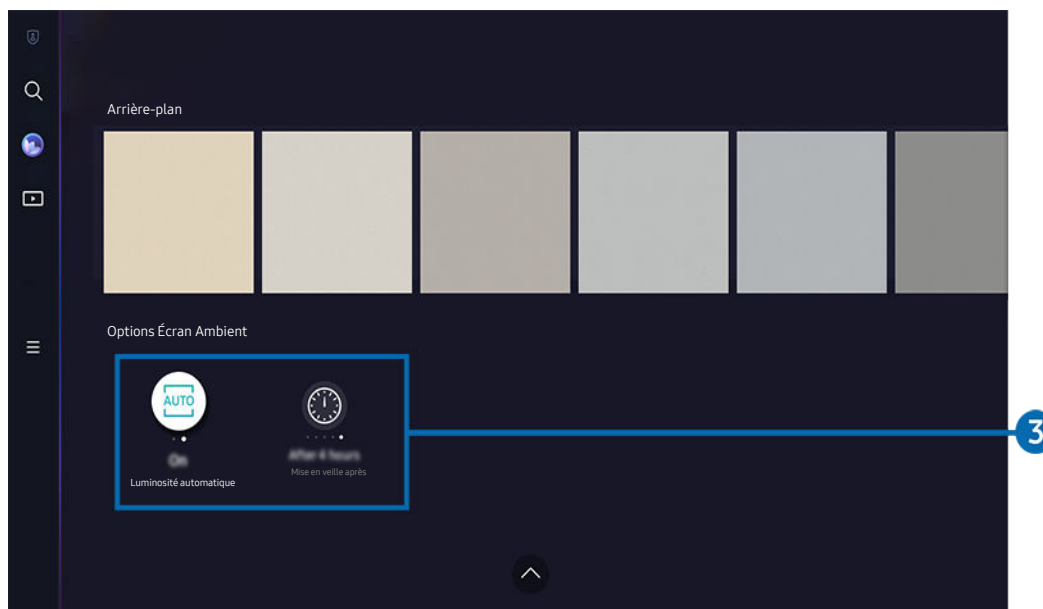 Arrière-plan
Options Écran Ambient
AUTO
On
After 4 hours
Luminosité automatique
Mise en veille après
3